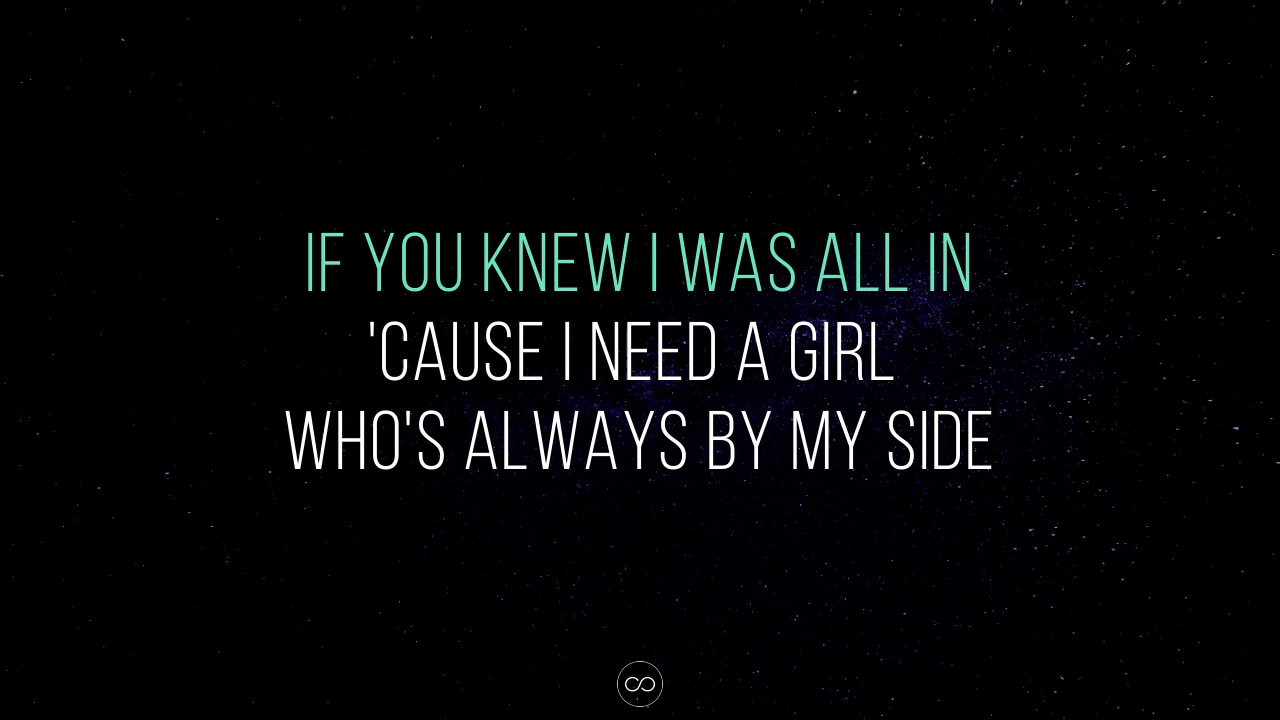 IF YOU KNEW I WAS ALL IN
'CAUSE I NEED A GIRL
WHO'S ALWAYS BY MY SIDE